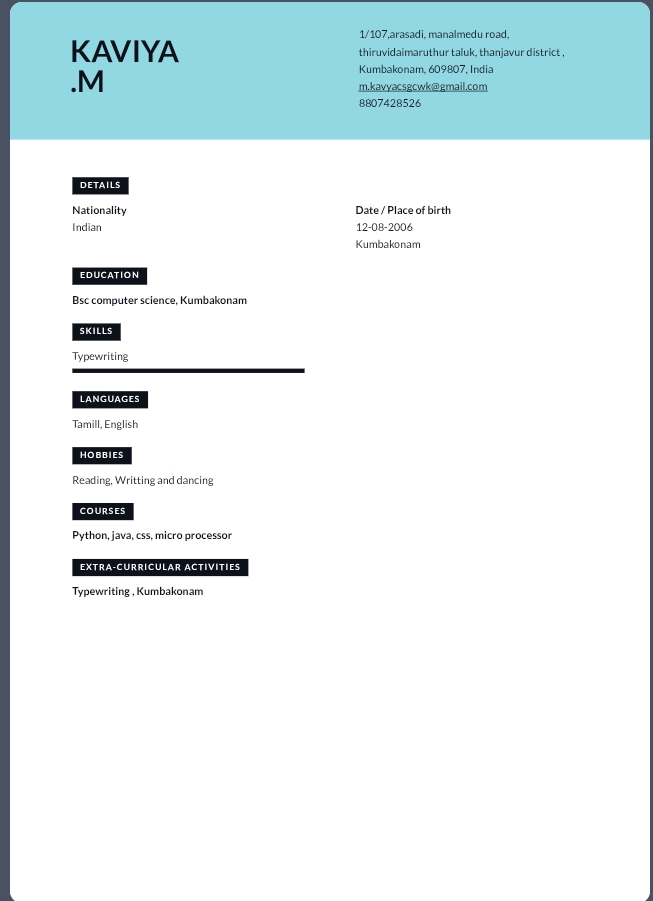 KAVIYA
.M
1/107,arasadi, manalmedu road,
thiruvidaimaruthur taluk, thanjavur district ,
Kumbakonam, 609807, India
m.kavyacsgcwk@gmail.com
8807428526
DETAILS
Nationality
Indian
Date / Place of birth
12-08-2006
Kumbakonam
EDUCATION
Bsc computer science, Kumbakonam
SKILLS
Typewriting
LANGUAGES
Tamill, English
HOBBIES
Reading, Writting and dancing
COURSES
Python, java, css, micro processor
EXTRA-CURRICULAR ACTIVITIES
Typewriting , Kumbakonam